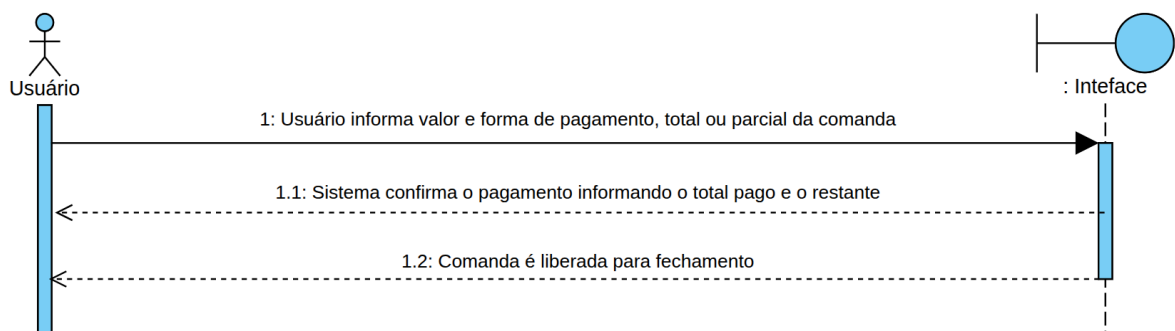 Usuário
: Inteface
1: Usuário informa valor e forma de pagamento, total ou parcial da comanda
1.1: Sistema confirma o pagamento informando o total pago e o restante
1.2: Comanda é liberada para fechamento